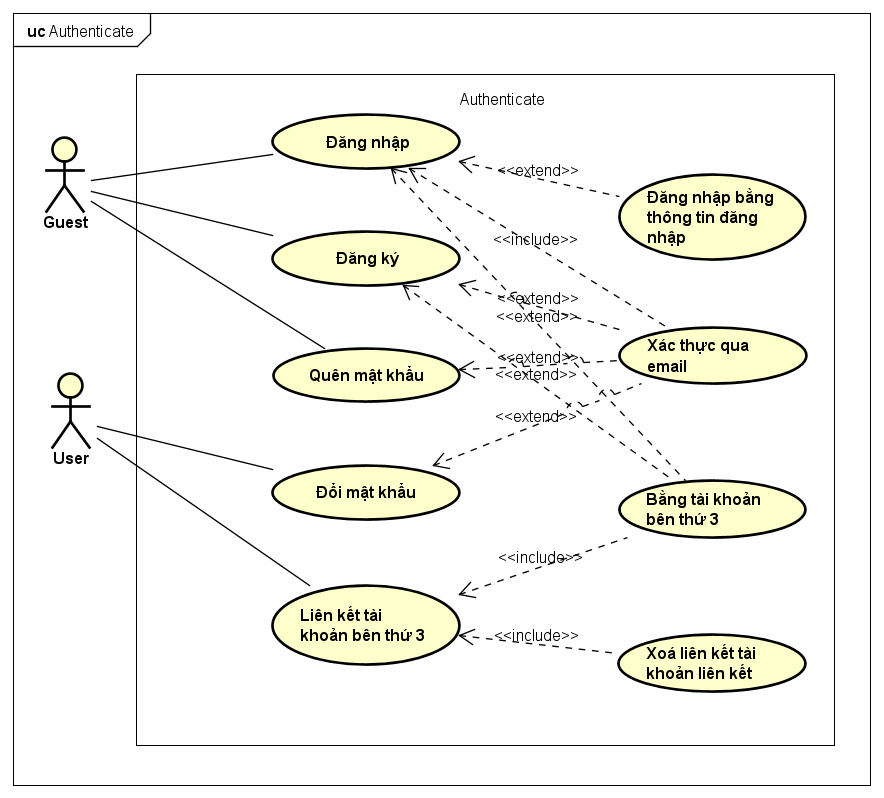 uc Authenticate
Authenticate
Đăng nhập
<<extend>>
Đăng nhập bằng
thông tin đăng
nhập
Guest
<<include>>
Đăng ký
<<extend>>
<<extend>>
Xác thực qua
email
<<extend>>
Quên mật khẩu
<<extend>>
<<extend>>
User
Đổi mật khẩu
Bằng tài khoản
bên thứ 3
<<include>>
Liên kết tài
khoản bên thứ 3
<<include>>
Xoá liên kết tài
khoản liên kết